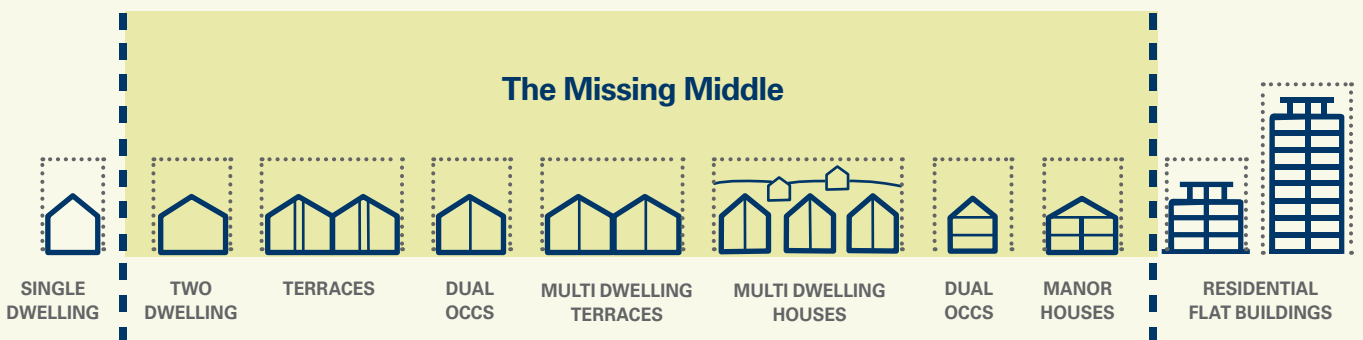 The Missing Middle
SINGLE
DWELLING
TWO
DWELLING
TERRACES
DUAL
OCCS
MULTI DWELLING
TERRACES
MULTI DWELLING
HOUSES
DUAL
OCCS
MANOR
HOUSES
RESIDENTIAL
FLAT BUILDINGS